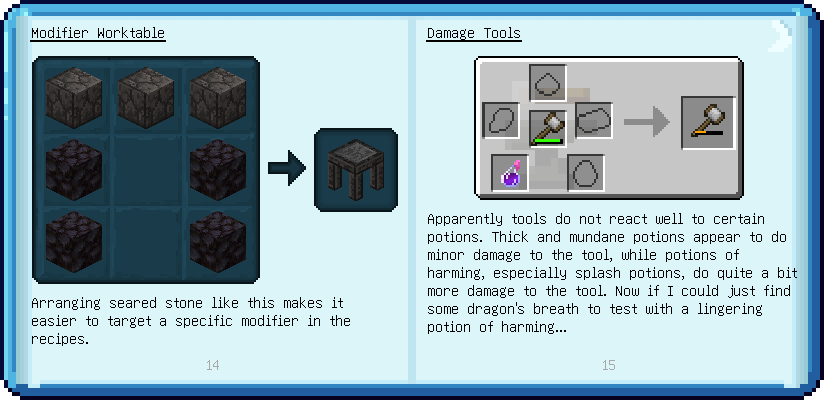 Modifier Worktable
Arranging seared stone like this makes it
easier to target a specific modifier in the
recipes.
14
Damage Tools
Apparently tools do not react well to certain
potions. Thick and mundane potions appear to do
minor damage to the tool, while potions of
harming, especially splash potions, do quite a bit
more damage to the tool. Now if I could just find
some dragon's breath to test with a lingering
potion of harming...
15